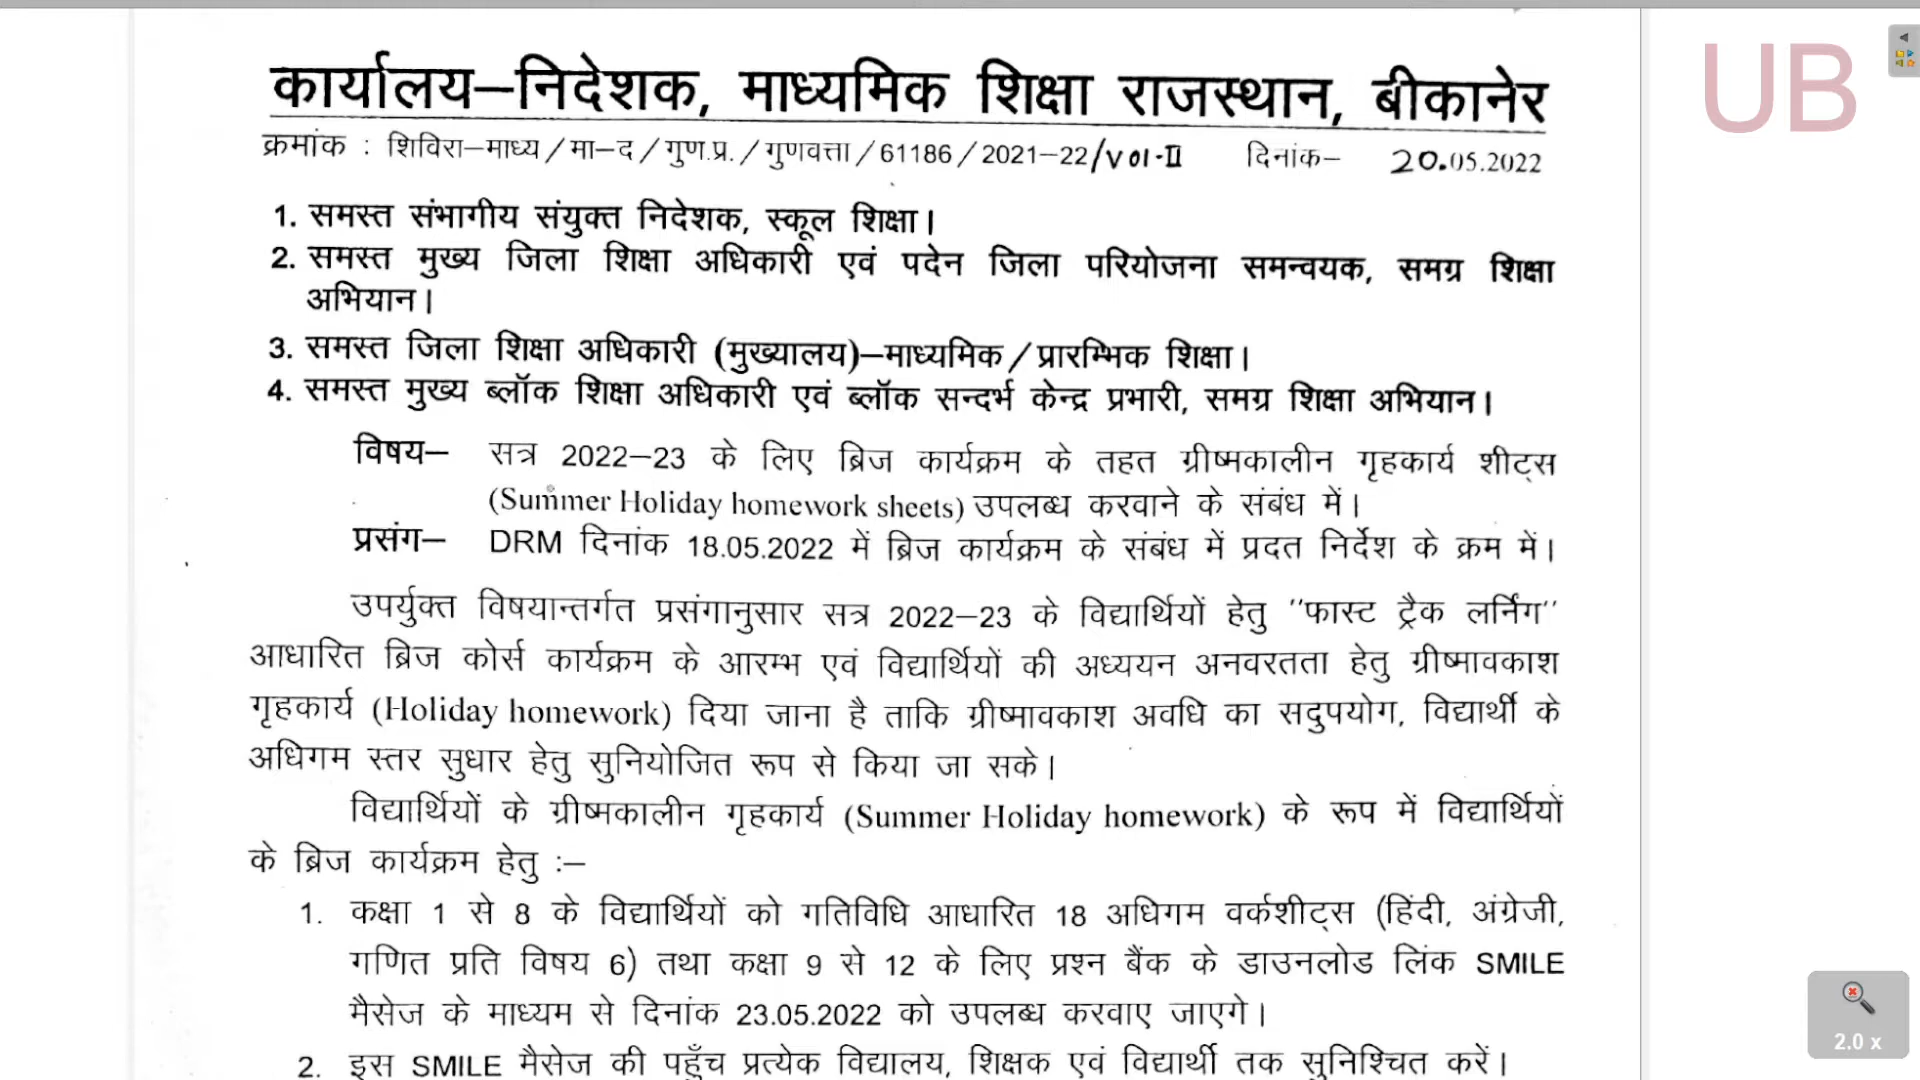 कार्यालय–निदेशक, माध्यमिक शिक्षा राजस्थान, बीकानेर
UB
क्रमांक : शिविरा–माध्य/मा–द/गुण.प्र./गुणवत्ता/61186/2021–22/Vol-II दिनांक– 20.05.2022
1. समस्त संभागीय संयुक्त निदेशक, स्कूल शिक्षा।
2. समस्त मुख्य जिला शिक्षा अधिकारी एवं पदेन जिला परियोजना समन्वयक, समग्र शिक्षा
अभियान।
3. समस्त जिला शिक्षा अधिकारी (मुख्यालय)–माध्यमिक/प्रारम्भिक शिक्षा।
4. समस्त मुख्य ब्लॉक शिक्षा अधिकारी एवं ब्लॉक सन्दर्भ केन्द्र प्रभारी, समग्र शिक्षा अभियान।
विषय– सत्र 2022–23 के लिए ब्रिज कार्यक्रम के तहत ग्रीष्मकालीन गृहकार्य शीट्स
(Summer Holiday homework sheets) उपलब्ध करवाने के संबंध में।
प्रसंग– DRM दिनांक 18.05.2022 में ब्रिज कार्यक्रम के संबंध में प्रदत निर्देश के क्रम में।
उपर्युक्त विषयान्तर्गत प्रसंगानुसार सत्र 2022–23 के विद्यार्थियों हेतु "फास्ट ट्रैक लर्निंग"
आधारित ब्रिज कोर्स कार्यक्रम के आरम्भ एवं विद्यार्थियों की अध्ययन अनवरतता हेतु ग्रीष्मावकाश
गृहकार्य (Holiday homework) दिया जाना है ताकि ग्रीष्मावकाश अवधि का सदुपयोग, विद्यार्थी के
अधिगम स्तर सुधार हेतु सुनियोजित रूप से किया जा सके।
विद्यार्थियों के ग्रीष्मकालीन गृहकार्य (Summer Holiday homework) के रूप में विद्यार्थियों
के ब्रिज कार्यक्रम हेतु :–
1. कक्षा 1 से 8 के विद्यार्थियों को गतिविधि आधारित 18 अधिगम वर्कशीट्स (हिंदी, अंग्रेजी,
गणित प्रति विषय 6) तथा कक्षा 9 से 12 के लिए प्रश्न बैंक के डाउनलोड लिंक SMILE
मैसेज के माध्यम से दिनांक 23.05.2022 को उपलब्ध करवाए जाएगे।
2. इस SMILE मैसेज की पहुँच प्रत्येक विद्यालय, शिक्षक एवं विद्यार्थी तक सुनिश्चित करें।
2.0 x